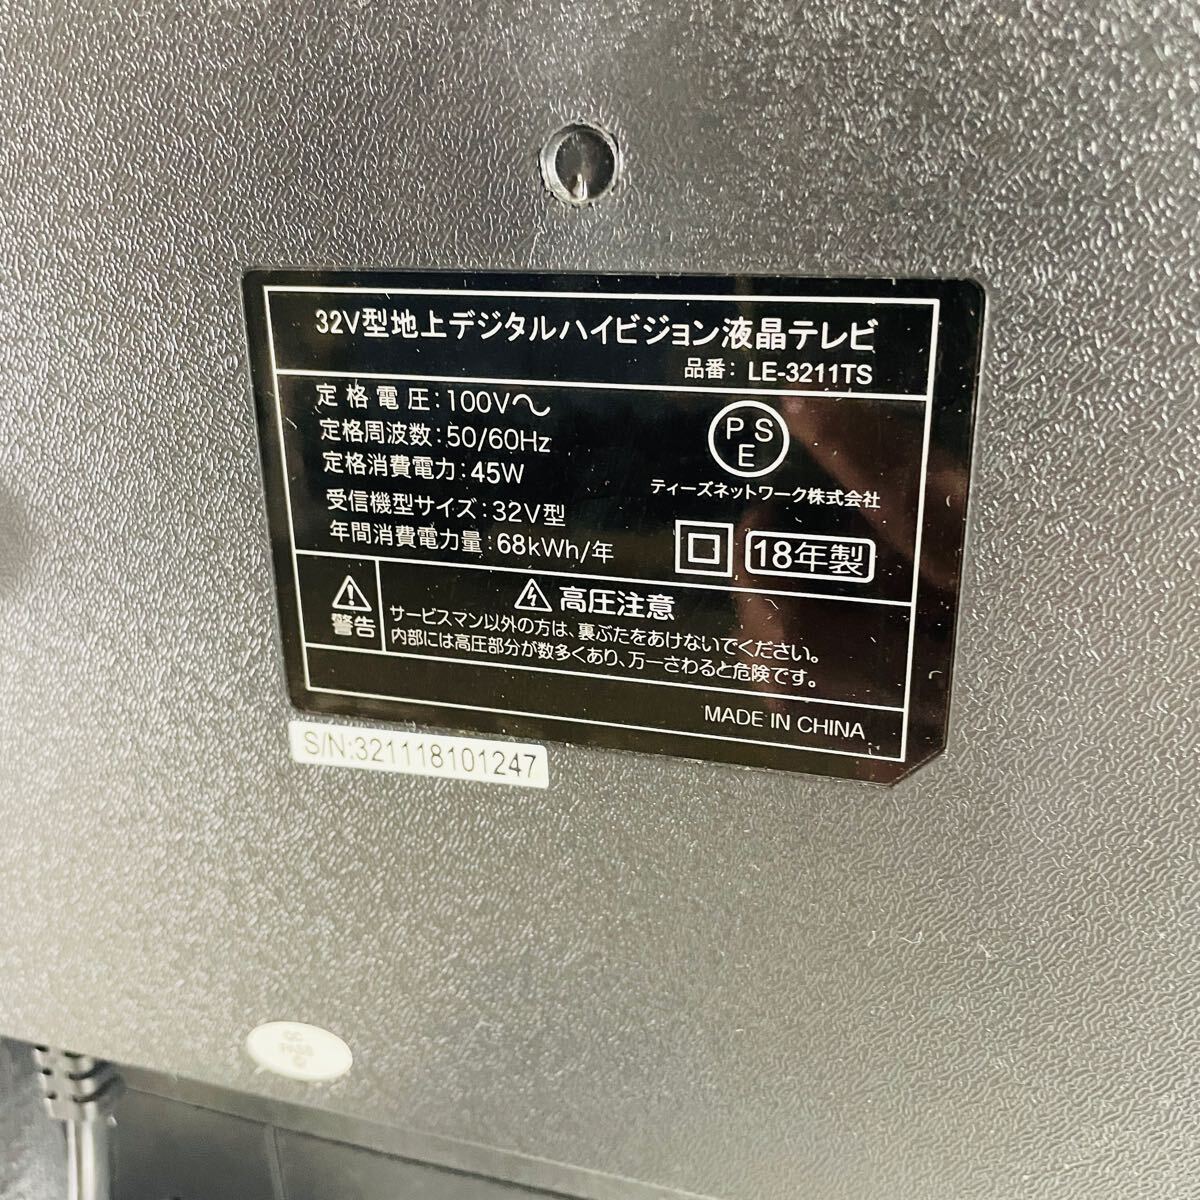 32V型地上デジタルハイビジョン液晶テレビ
品番: LE-3211TS
定格電圧:100V〜
定格周波数:50/60Hz
定格消費電力:45W
受信機型サイズ:32V型
年間消費電力量:68kWh/年
PSE
ティーズネットワーク株式会社
18年製
警告
高圧注意
サービスマン以外の方は、裏ぶたをあけないでください。
内部には高圧部分が数多くあり、万一さわると危険です。
MADE IN CHINA
S/N:321118101247